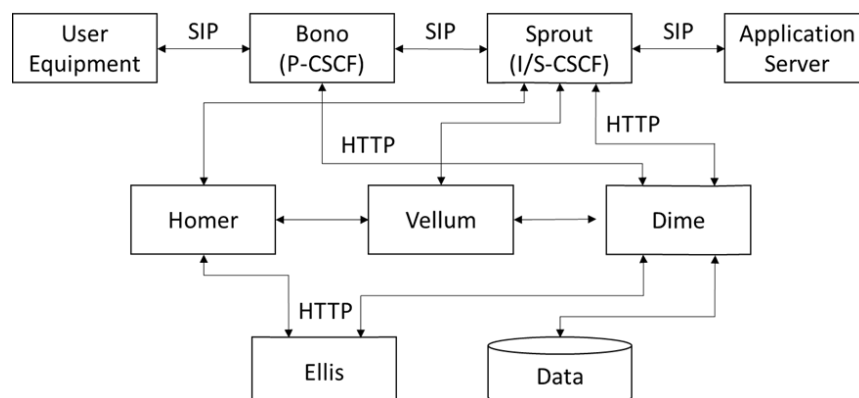 User
Equipment
SIP
Bono
(P-CSCF)
SIP
Sprout
(I/S-CSCF)
SIP
Application
Server
HTTP
HTTP
Homer
Vellum
Dime
HTTP
Ellis
Data